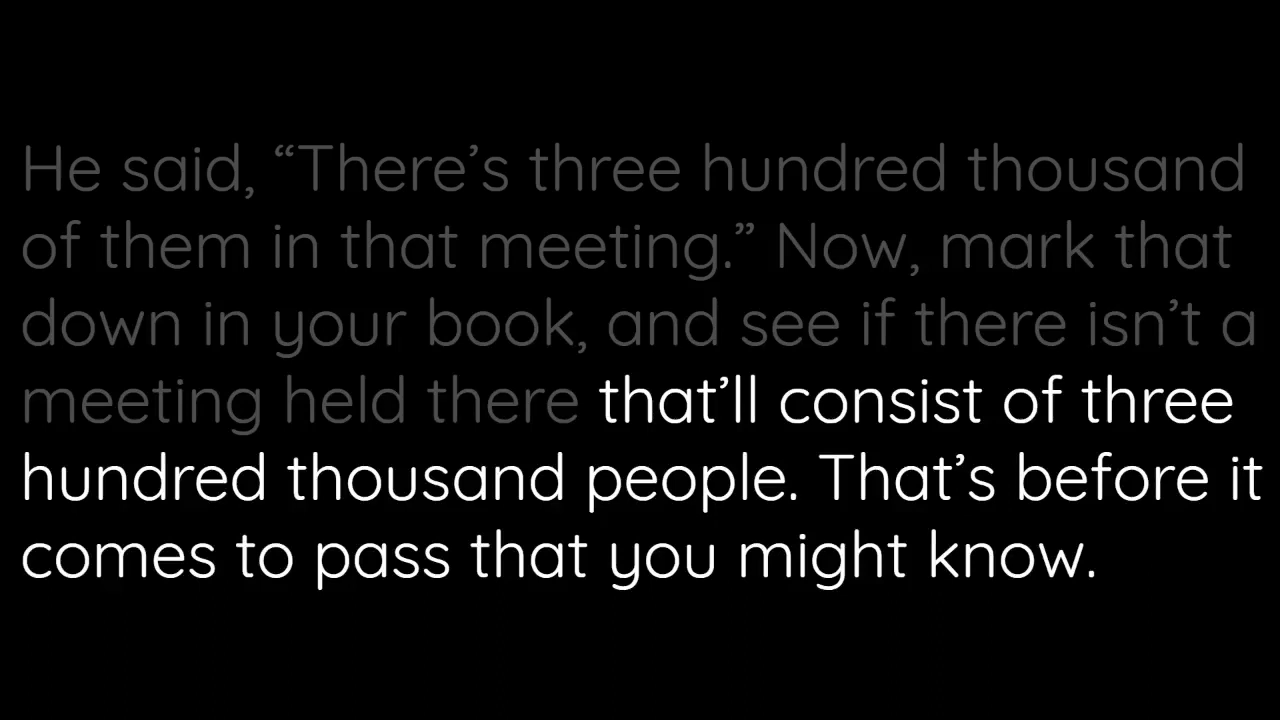 He said, “There’s three hundred thousand
of them in that meeting.” Now, mark that
down in your book, and see if there isn’t a
meeting held there that’ll consist of three
hundred thousand people. That’s before it
comes to pass that you might know.